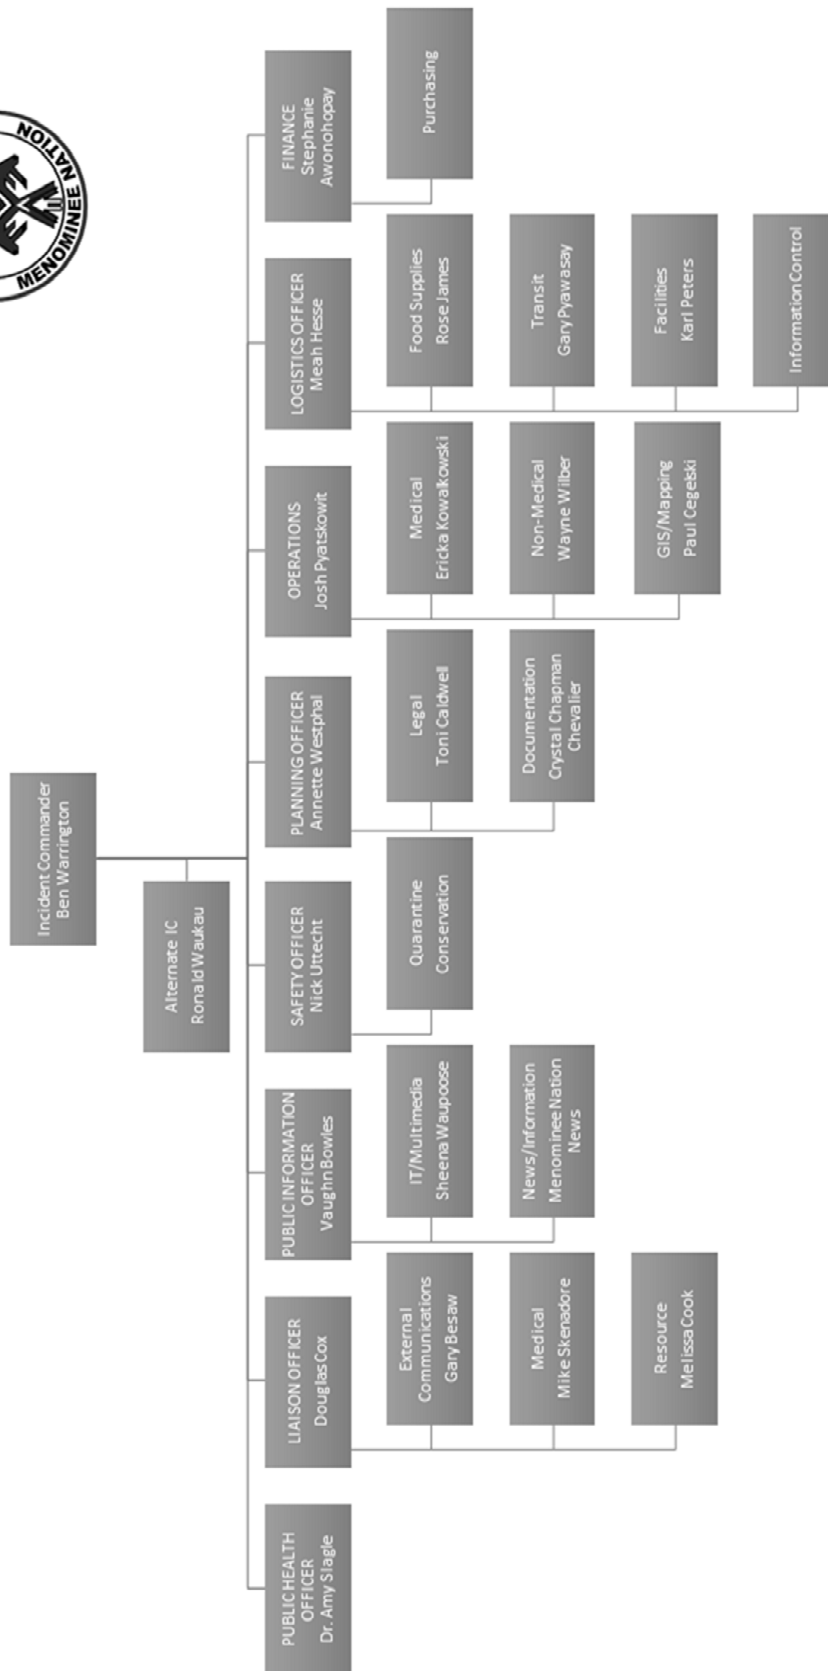 MENOMINEE NATION
Incident Commander
Ben Warrington
Alternate IC
Ronald Waukau
PUBLIC HEALTH
OFFICER
Dr. Amy Slagle
LIAISON OFFICER
Douglas Cox
External
Communications
Gary Besaw
Medical
Mike Skenadore
Resource
Melissa Cook
PUBLIC INFORMATION
OFFICER
Vaughn Bowles
IT/Multimedia
Sheena Waupoose
News/Information
Menominee Nation
News
SAFETY OFFICER
Nick Uttecht
Quarantine
Conservation
PLANNING OFFICER
Annette Westphal
Legal
Toni Caldwell
Documentation
Crystal Chapman
Chevalier
OPERATIONS
Josh Pyatskowit
Medical
Ericka Kowalkowski
Non-Medical
Wayne Wilber
GIS/Mapping
Paul Cegelski
LOGISTICS OFFICER
Meah Hesse
Food Supplies
Rose James
Transit
Gary Pyawasay
Facilities
Karl Peters
Information Control
FINANCE
Stephanie
Awonohopay
Purchasing